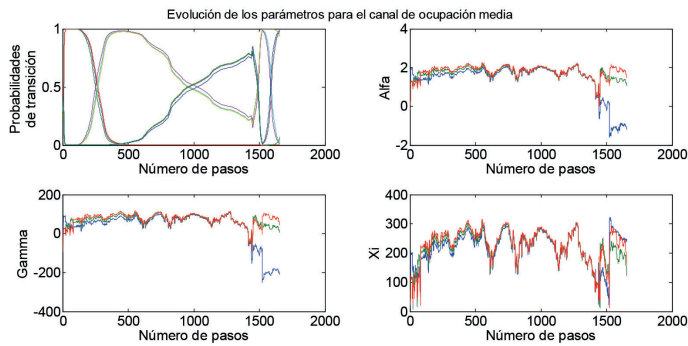 Evolución de los parámetros para el canal de ocupación media
Probabilidades
de transición
1
0.5
0
0 500 1000 1500 2000
Número de pasos
Alfa
4
2
0
-2
0 500 1000 1500 2000
Número de pasos
Gamma
200
0
-200
-400
0 500 1000 1500 2000
Número de pasos
Xi
400
300
200
100
0
0 500 1000 1500 2000
Número de pasos